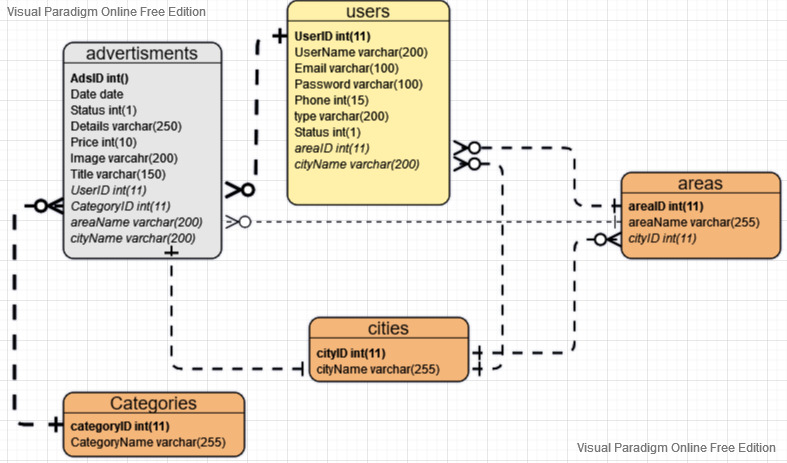 Visual Paradigm Online Free Edition
users
UserID int(11)
UserName varchar(200)
Email varchar(100)
Password varchar(100)
Phone int(15)
type varchar(200)
Status int(1)
areaID int(11)
cityName varchar(200)
advertisments
AdsID int()
Date date
Status int(1)
Details varchar(250)
Price int(10)
Image varcahr(200)
Title varchar(150)
UserID int(11)
CategoryID int(11)
areaName varchar(200)
cityName varchar(200)
areas
areaID int(11)
areaName varchar(255)
cityID int(11)
cities
cityID int(11)
cityName varchar(255)
Categories
categoryID int(11)
CategoryName varchar(255)
Visual Paradigm Online Free Edition